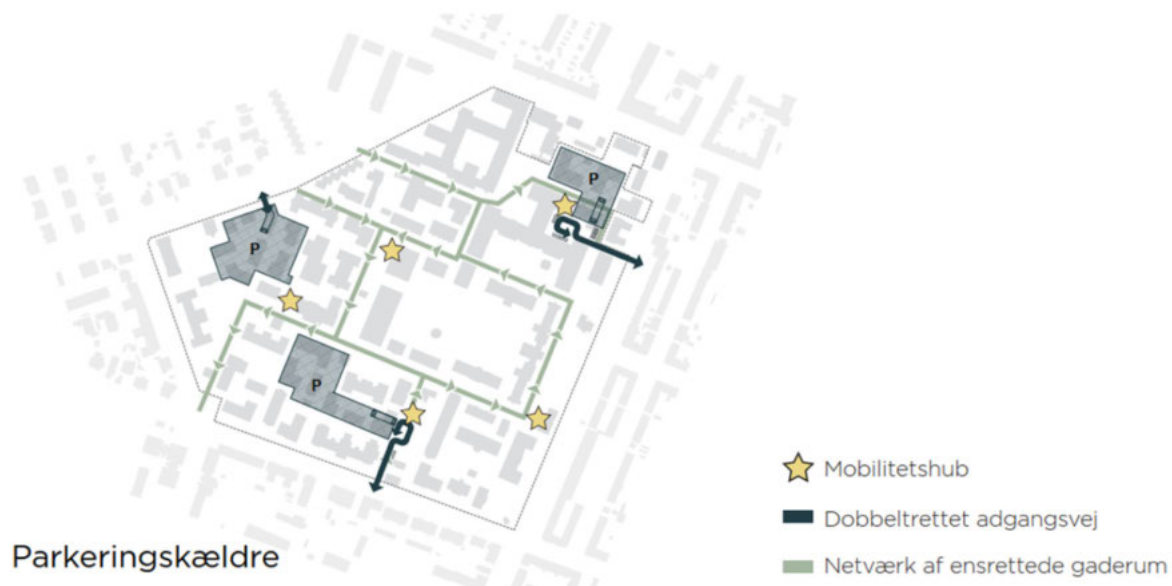 P
P
P
Mobilitetshub
Dobbeltrettet adgangsvej
Netværk af ensrettede gaderum
Parkeringskældre